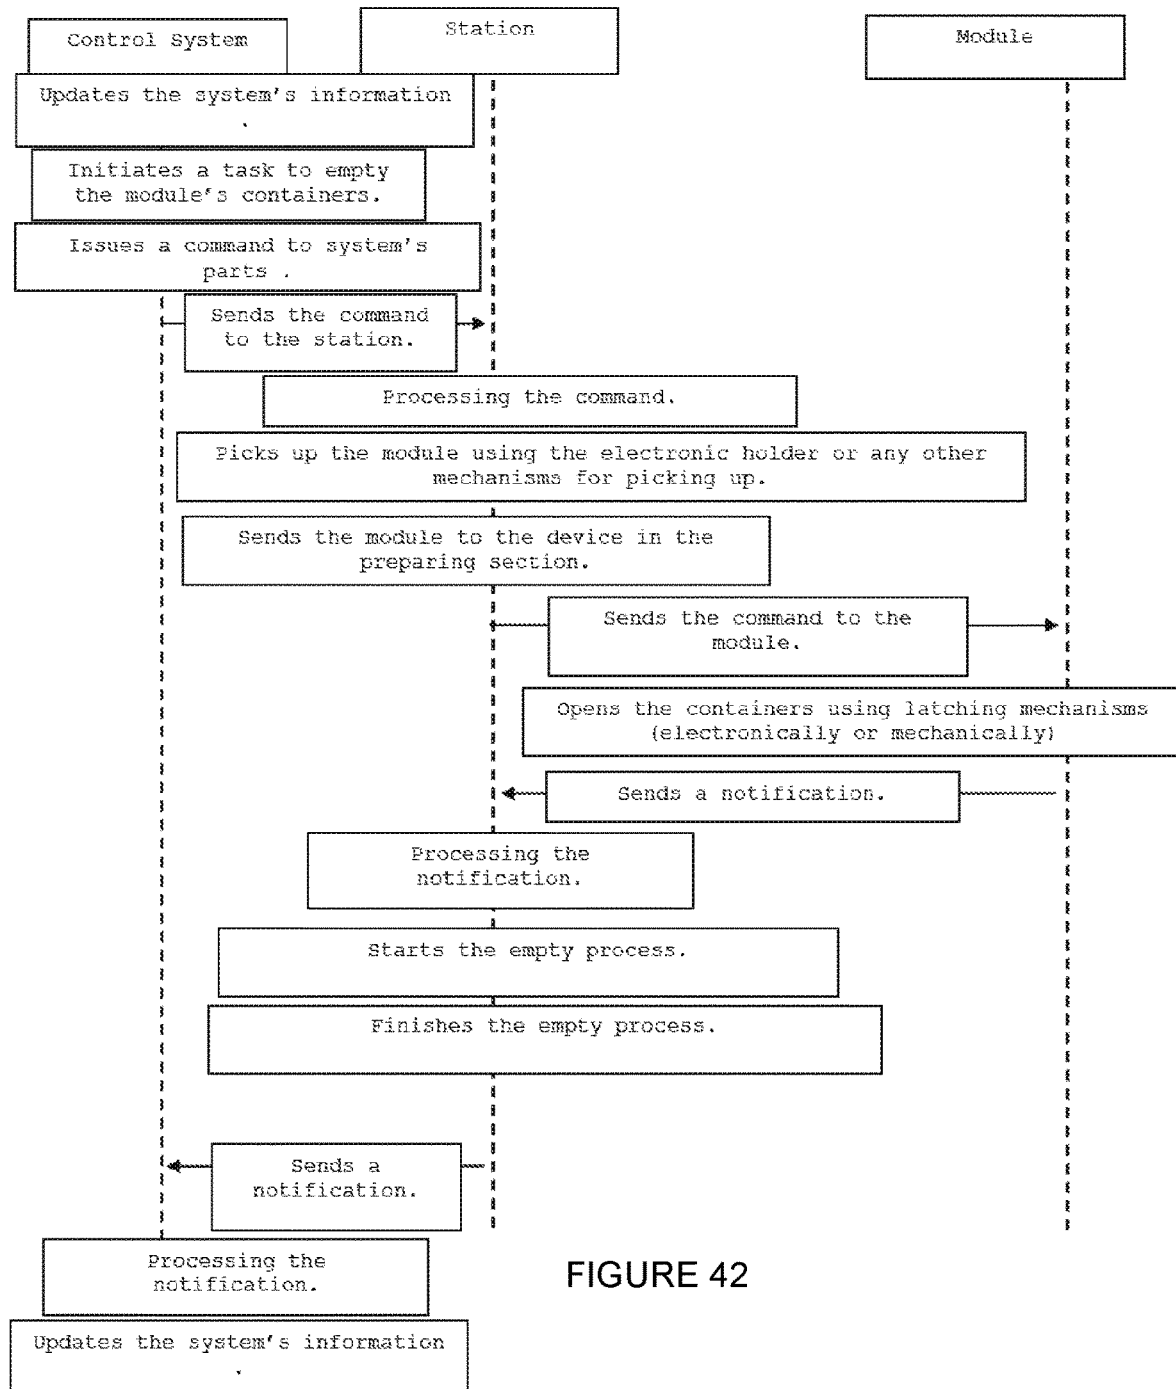 Control System
Station
Module
Updates the system's information
.
Initiates a task to empty
the module's containers.
Issues a command to system's
parts .
Sends the command
to the station.
Processing the command.
Picks up the module using the electronic holder or any other
mechanisms for picking up.
Sends the module to the device in the
preparing section.
Sends the command to the
module.
Opens the containers using latching mechanisms
(electronically or mechanically)
Sends a notification.
Processing the
notification.
Starts the empty process.
Finishes the empty process.
Sends a
notification.
Processing the
notification.
Updates the system's information
.
FIGURE 42